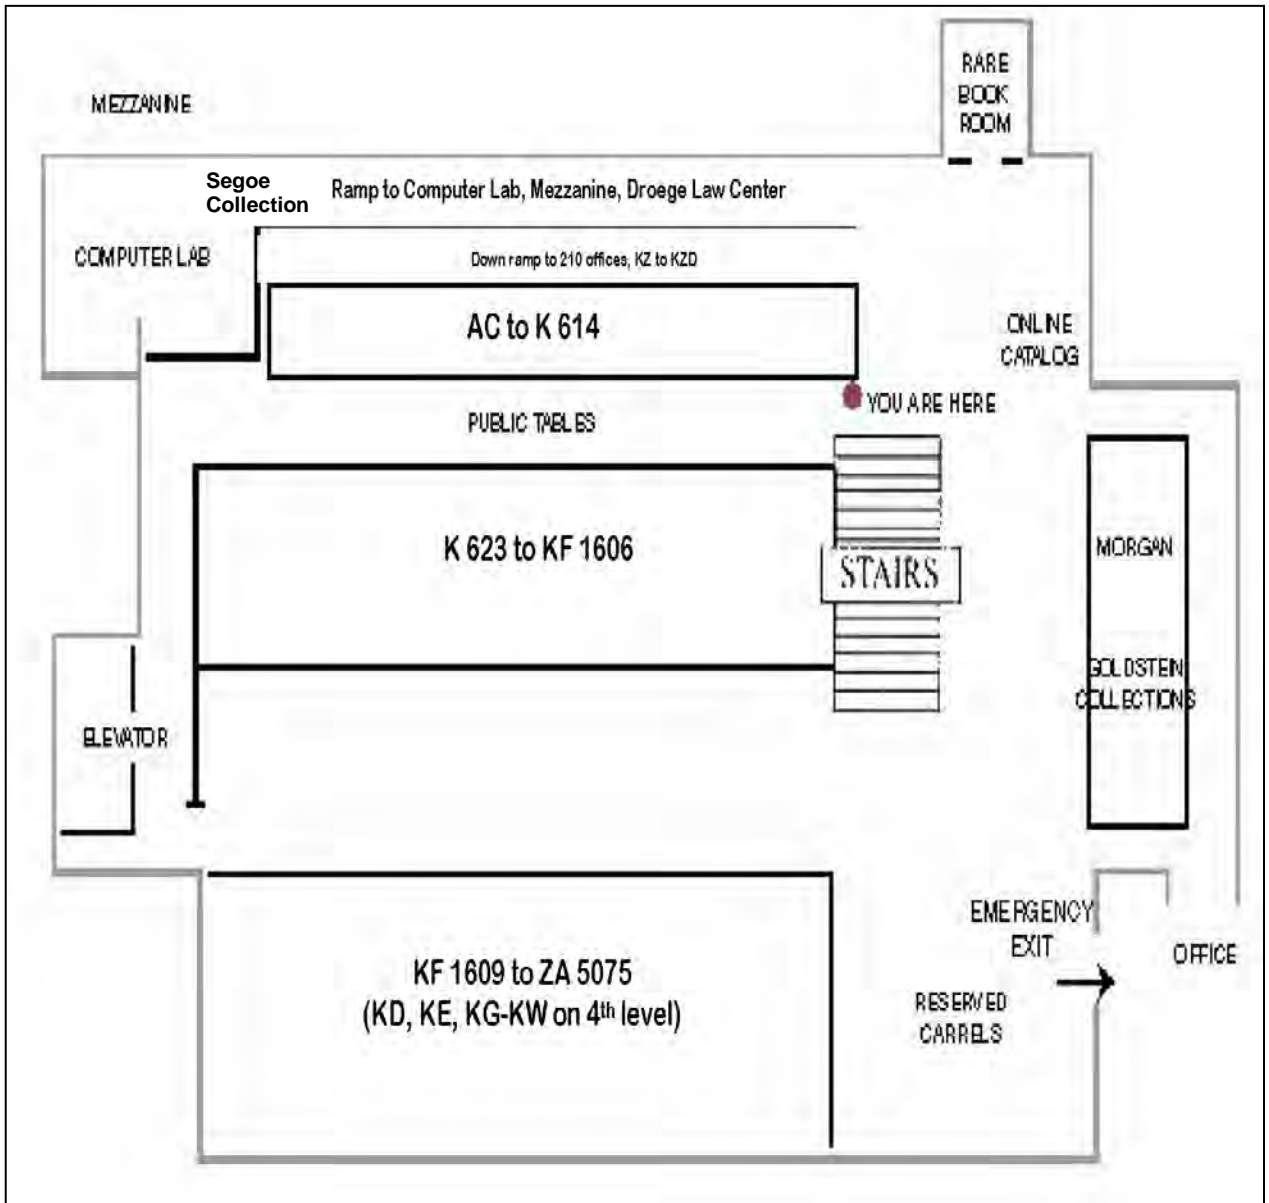 RARE
BOOK
ROOM
MEZZANINE
Segoe
Collection
Ramp to Computer Lab, Mezzanine, Droege Law Center
COMPUTER LAB
Down ramp to 210 offices, KZ to KZD
AC to K 614
ONLINE
CATALOG
YOU ARE HERE
PUBLIC TABLES
K 623 to KF 1606
STAIRS
MORGAN
GOLDSTEIN
COLLECTIONS
ELEVATOR
EMERGENCY
EXIT
OFFICE
KF 1609 to ZA 5075
(KD, KE, KG-KW on 4th level)
RESERVED
CARRELS